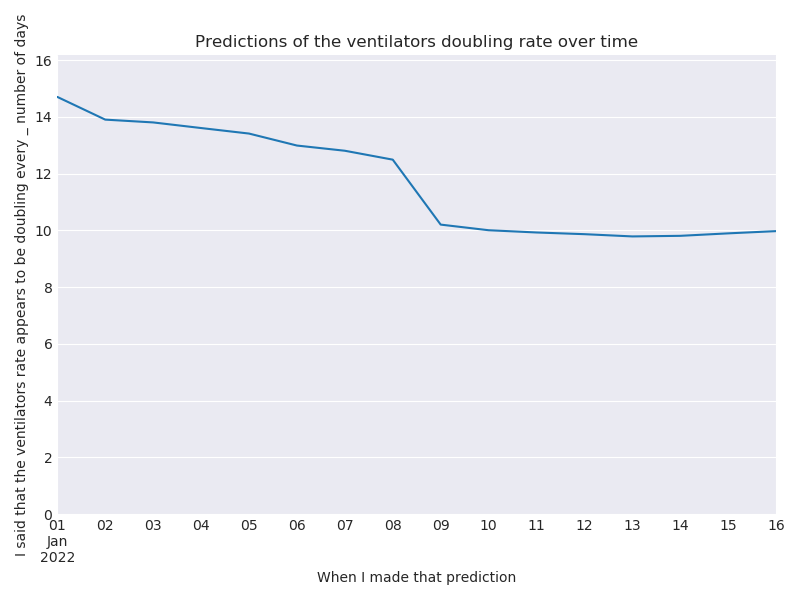 Predictions of the ventilators doubling rate over time
I said that the ventilators rate appears to be doubling every _ number of days
16
14
12
10
8
6
4
2
0
01 02 03 04 05 06 07 08 09 10 11 12 13 14 15 16
Jan
2022
When I made that prediction